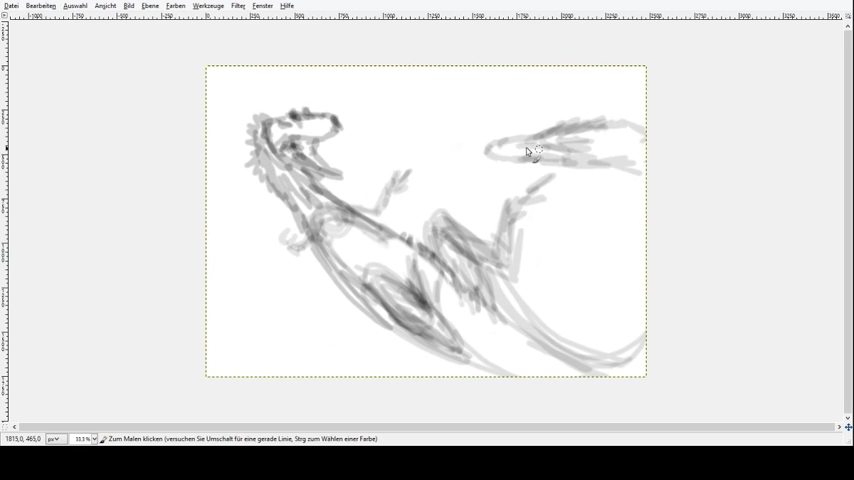 Datei Bearbeiten Auswahl Ansicht Bild Ebene Farben Werkzeuge Filter Fenster Hilfe
1815,0, 465,0 px 33,3 % Zum Malen klicken (versuchen Sie Umschalt für eine gerade Linie, Strg zum Wählen einer Farbe)